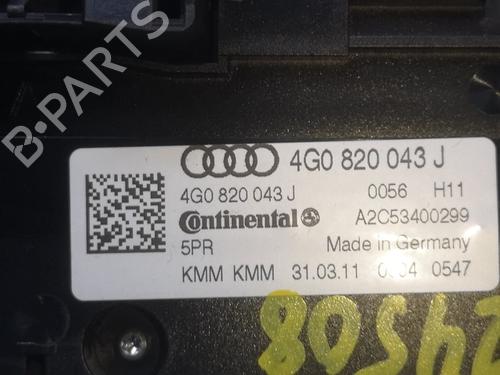 B-PARTS
4G0 820 043 J
4G0 820 043 J 0056 H11
Continental A2C53400299
5PR Made in Germany
KMM KMM 31.03.11 0547